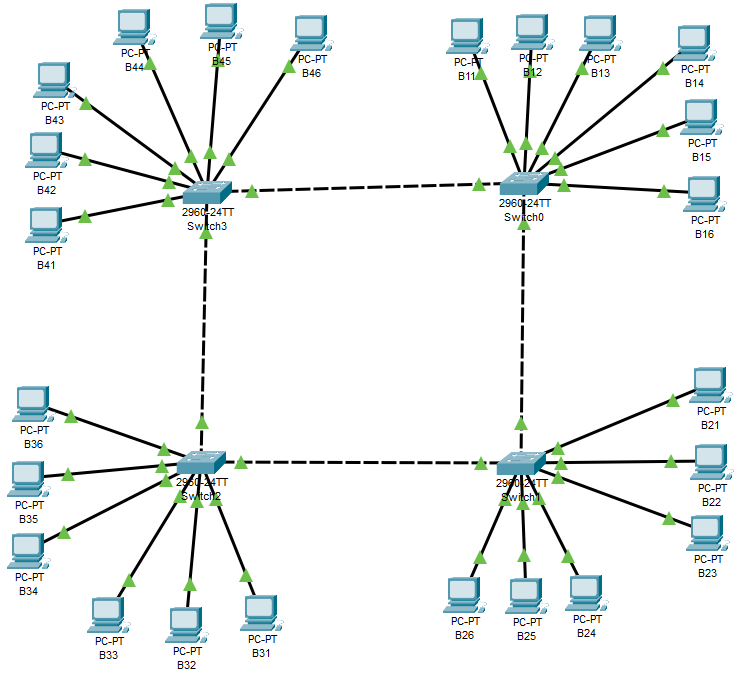 PC-PT
B44
PC-PT
B45
PC-PT
B46
PC-PT
B11
PC-PT
B12
PC-PT
B13
PC-PT
B14
PC-PT
B43
PC-PT
B15
PC-PT
B42
PC-PT
B16
PC-PT
B41
2960-24TT
Switch3
2960-24TT
Switch0
PC-PT
B36
PC-PT
B21
PC-PT
B35
2960-24TT
Switch2
2960-24TT
Switch1
PC-PT
B22
PC-PT
B34
PC-PT
B23
PC-PT
B33
PC-PT
B32
PC-PT
B31
PC-PT
B26
PC-PT
B25
PC-PT
B24